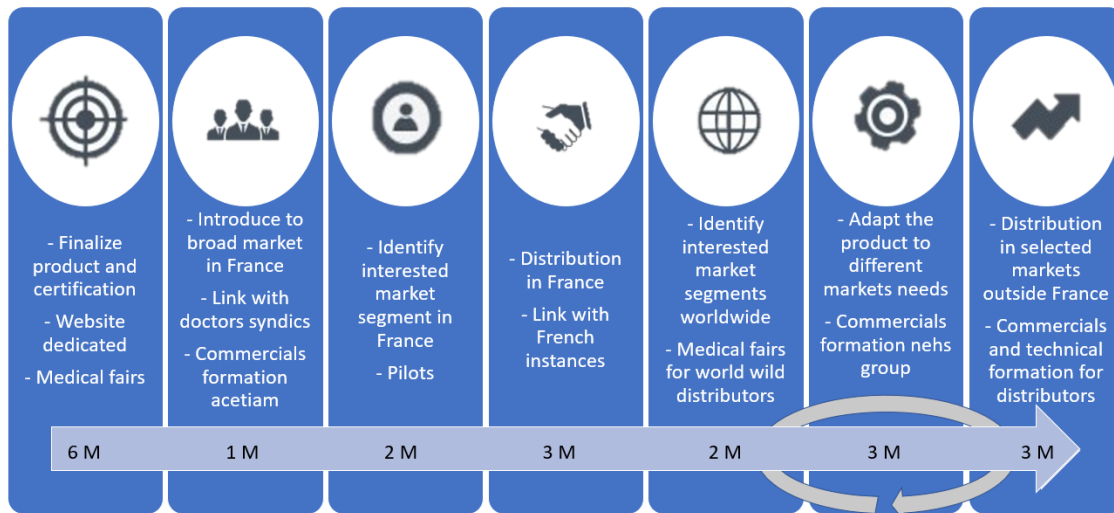 - Finalize
product and
certification
- Website
dedicated
- Medical fairs
- Introduce to
broad market
in France
- Link with
doctors syndics
- Commercials
formation
acetiam
- Identify
interested
market
segment in
France
- Pilots
- Distribution
in France
- Link with
French
instances
- Identify
interested
market
segments
worldwide
- Medical fairs
for world wild
distributors
- Adapt the
product to
different
markets needs
- Commercials
formation nehs
group
- Distribution
in selected
markets
outside France
- Commercials
and technical
formation for
distributors
6 M
1 M
2 M
3 M
2 M
3 M
3 M